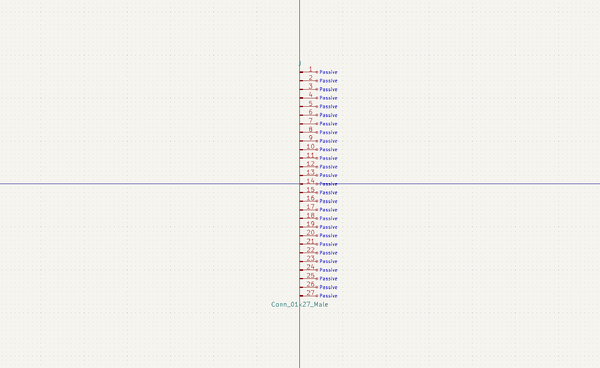 J
1 Passive
2 Passive
3 Passive
4 Passive
5 Passive
6 Passive
7 Passive
8 Passive
9 Passive
10 Passive
11 Passive
12 Passive
13 Passive
14 Passive
15 Passive
16 Passive
17 Passive
18 Passive
19 Passive
20 Passive
21 Passive
22 Passive
23 Passive
24 Passive
25 Passive
26 Passive
27 Passive
Conn_01x27_Male